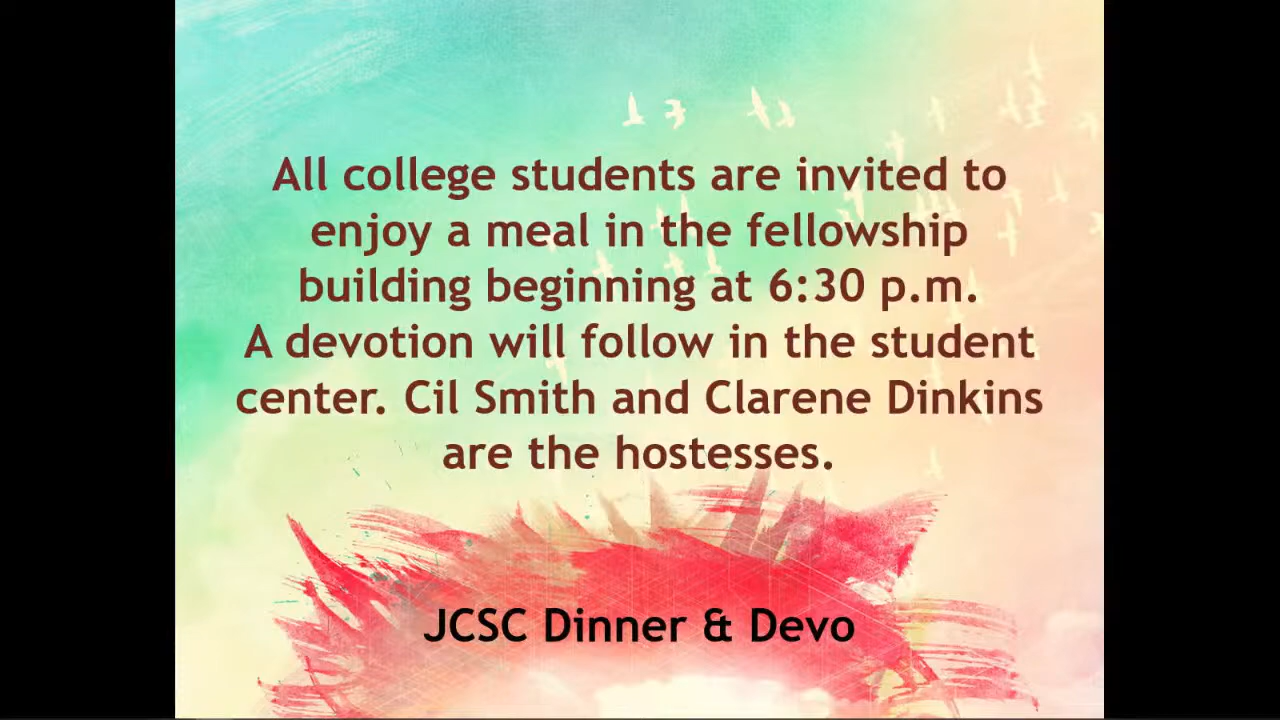 All college students are invited to
enjoy a meal in the fellowship
building beginning at 6:30 p.m.
A devotion will follow in the student
center. Cil Smith and Clarene Dinkins
are the hostesses.
JCSC Dinner & Devo